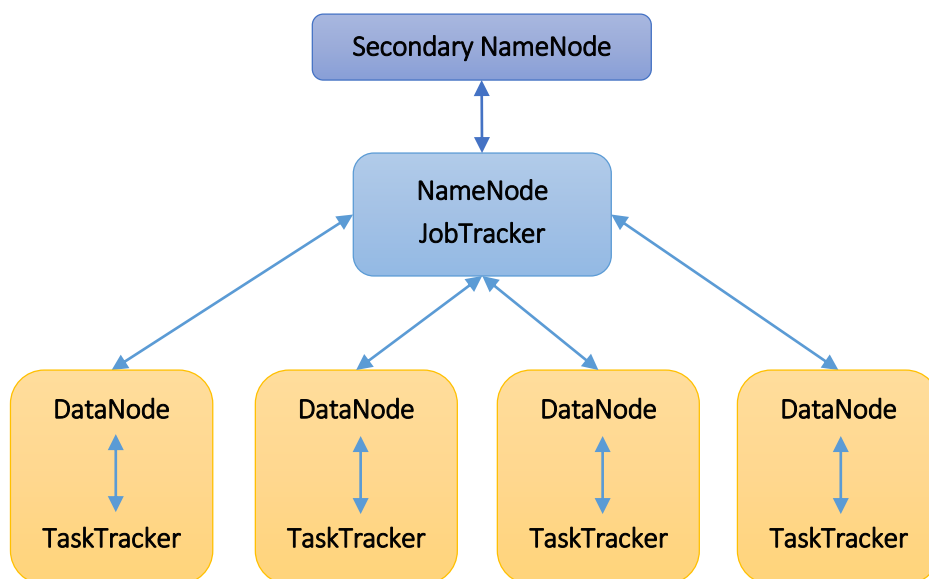 Secondary NameNode
NameNode
JobTracker
DataNode
DataNode
DataNode
DataNode
TaskTracker
TaskTracker
TaskTracker
TaskTracker